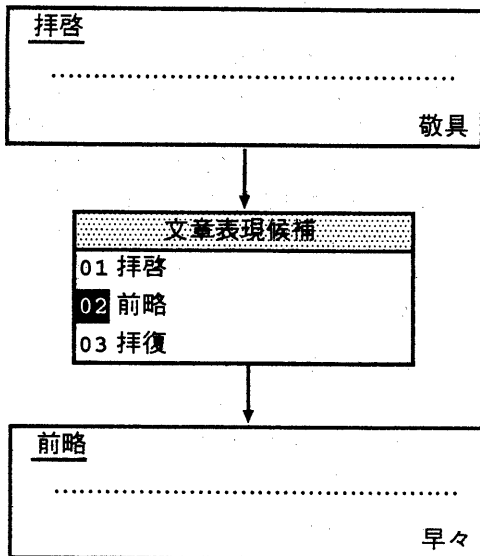 拝啓
敬具
文章表現候補
01 拝啓
02 前略
03 拝復
前略
早々